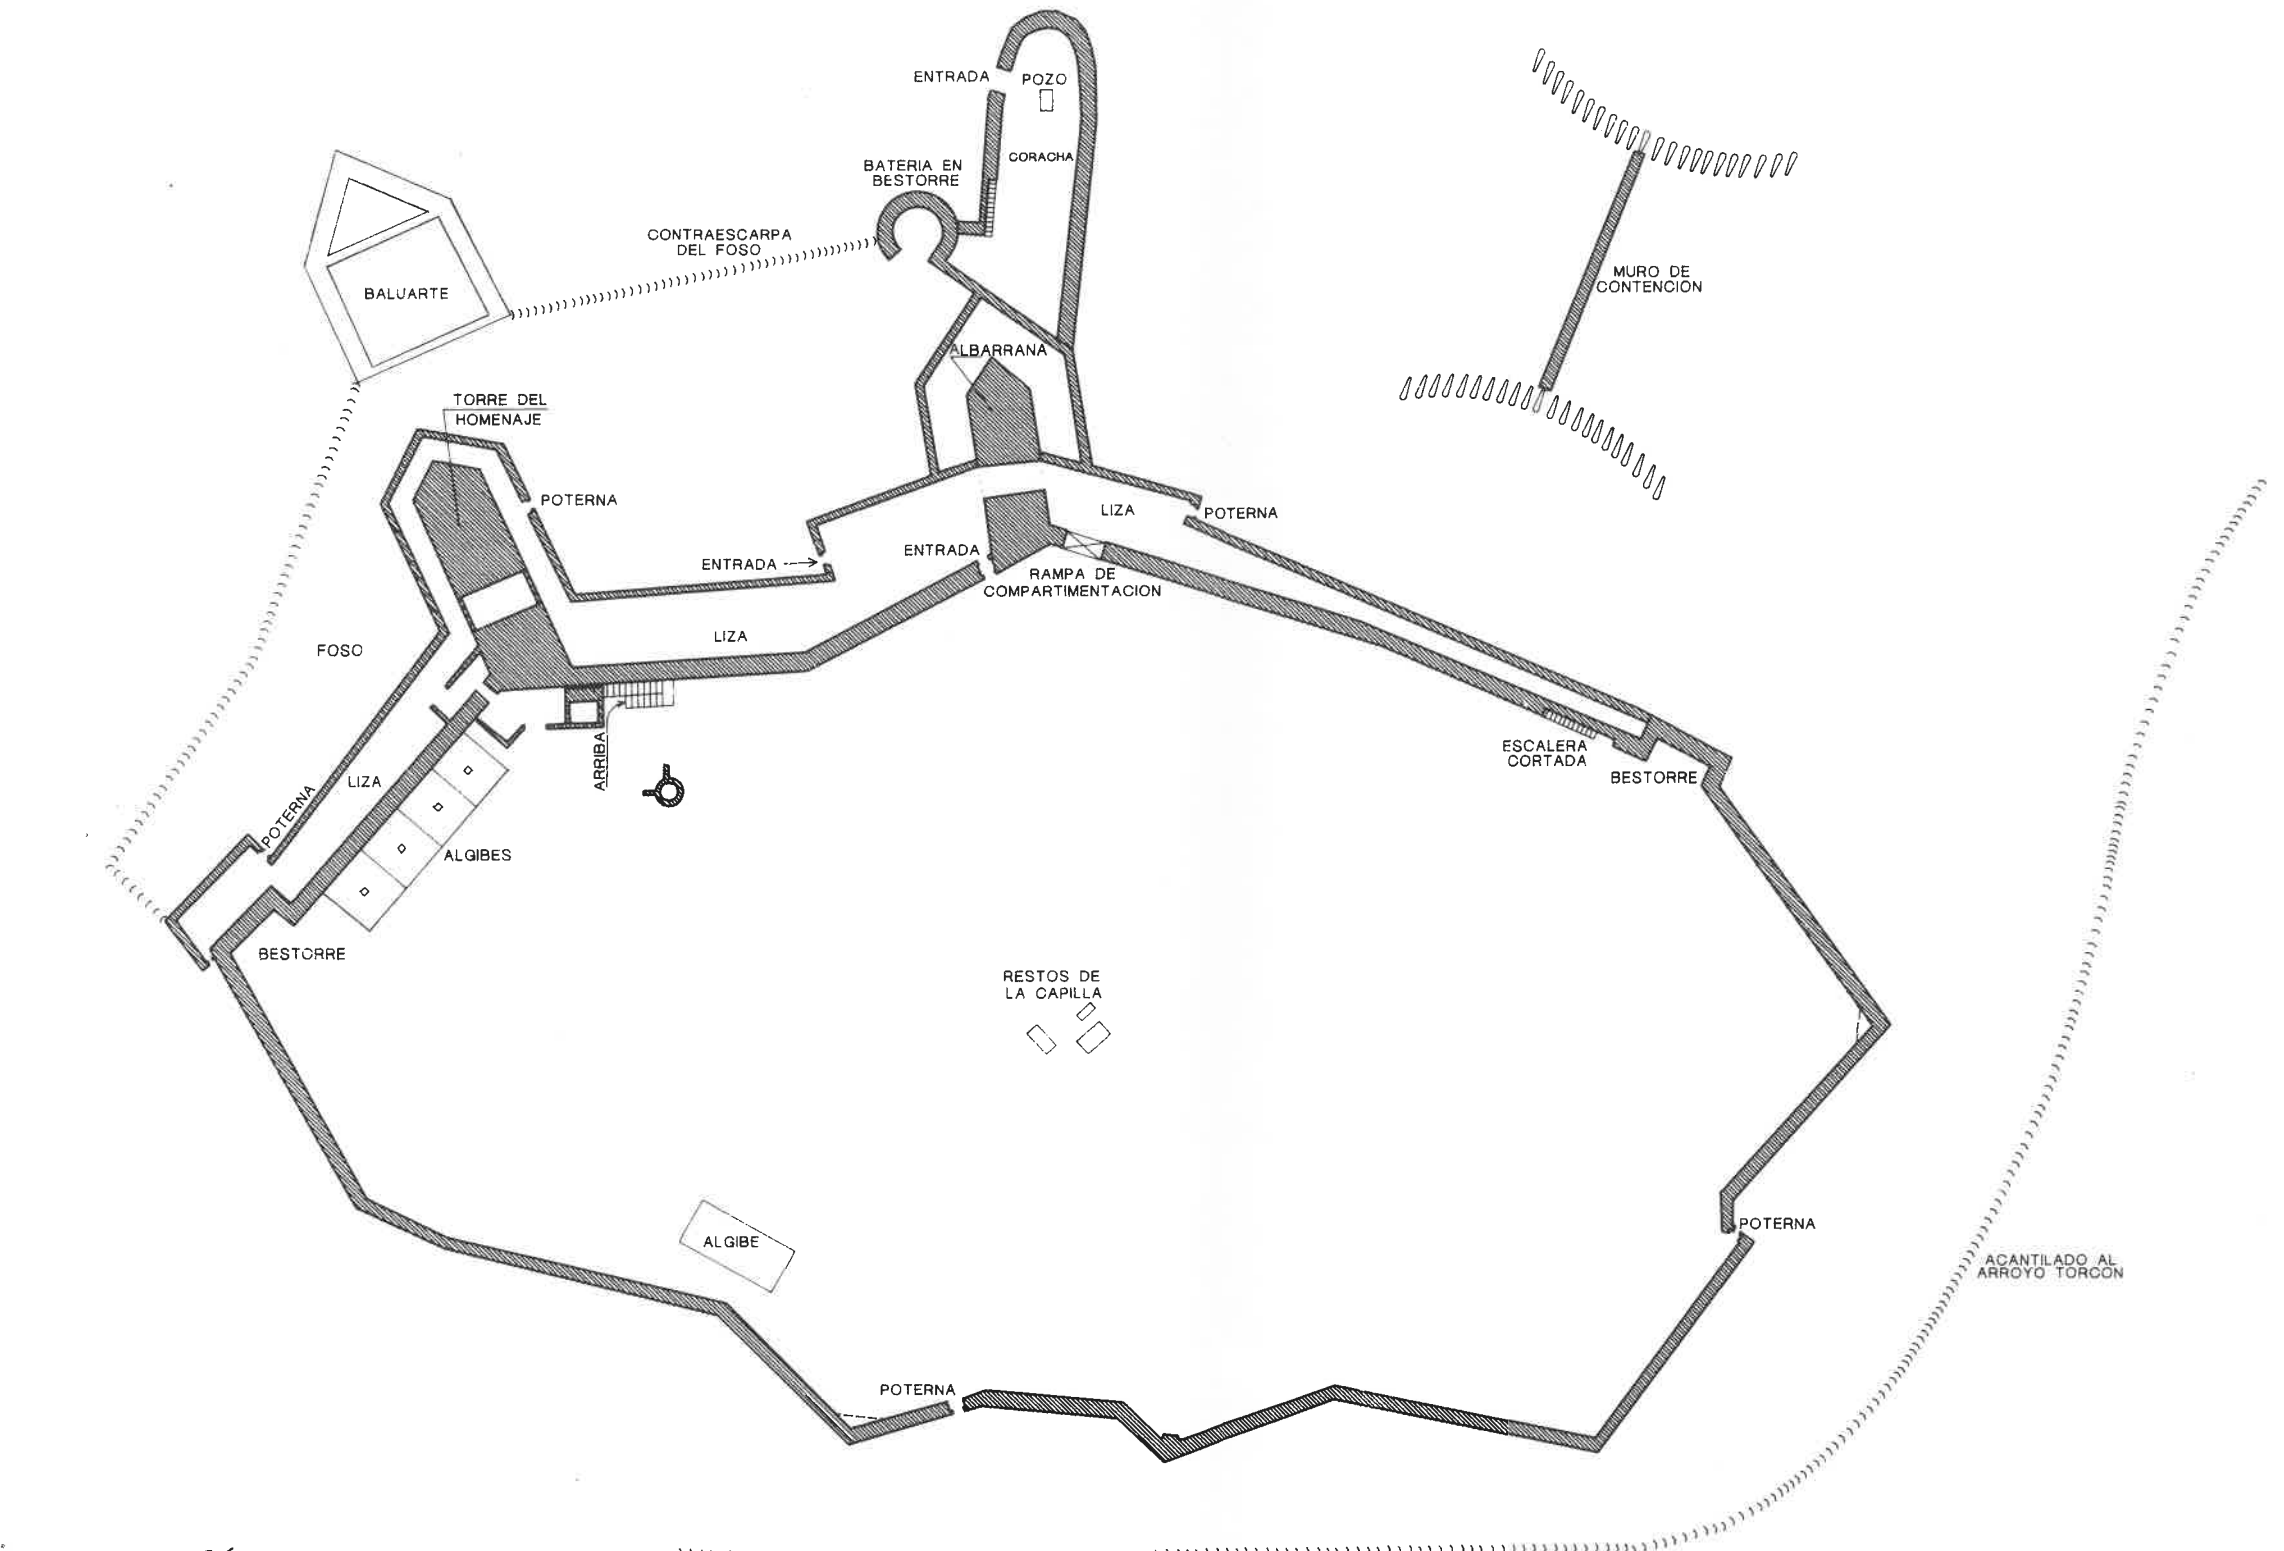 ENTRADA
POZO
CORACHA
BATERIA EN
BESTORRE
CONTRAESCARPA
DEL FOSO
MURO DE
CONTENCION
BALUARTE
ALBARRANA
TORRE DEL
HOMENAJE
POTERNA
LIZA
POTERNA
ENTRADA
ENTRADA
RAMPA DE
COMPARTIMENTACION
LIZA
FOSO
ARRIBA
ESCALERA
CORTADA
BESTORRE
LIZA
POTERNA
ALGIBES
BESTORRE
RESTOS DE
LA CAPILLA
POTERNA
ALGIBE
ACANTILADO AL
ARROYO TORCON
POTERNA